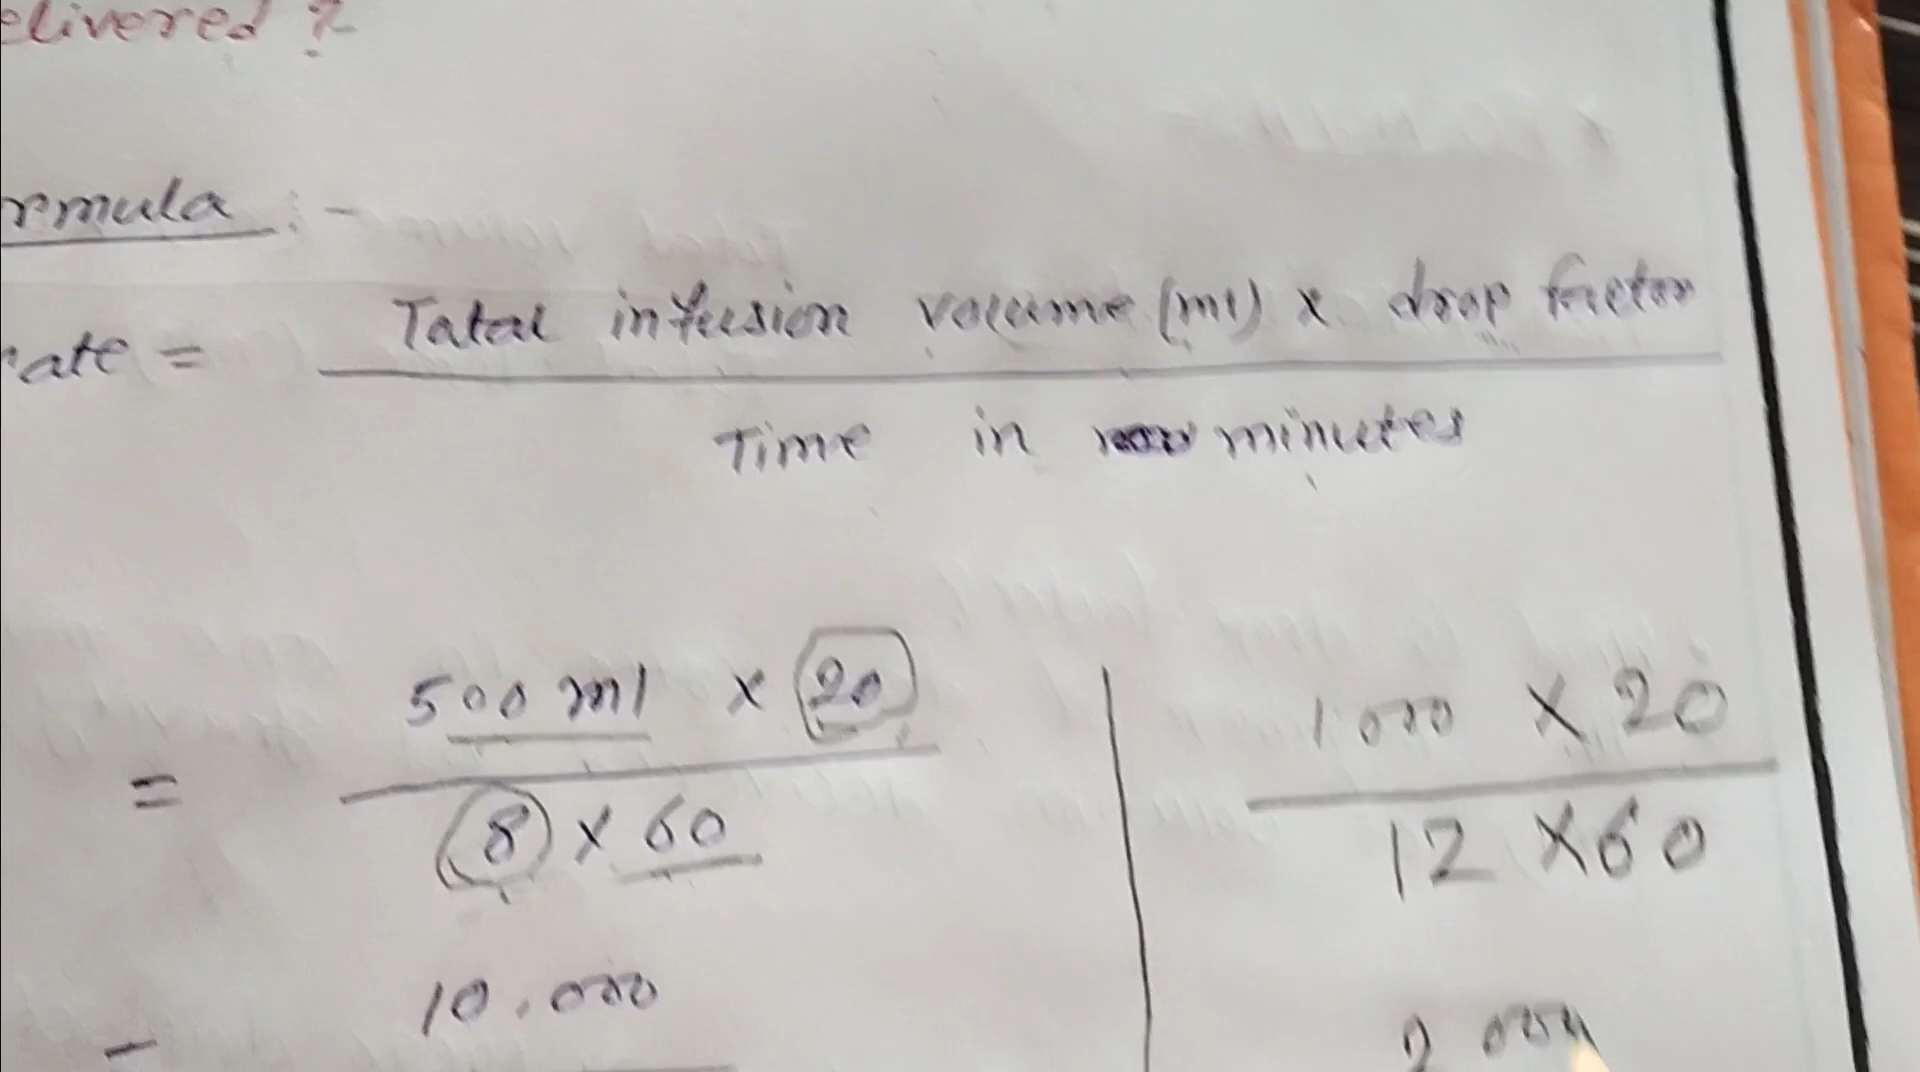 elivered ?
rmula :-
rate = Tatal infusion volume (ml) x drop factor
Time in minutes
= 500 ml x 20
8 x 60
10.000
1000 X 20
12 X 60